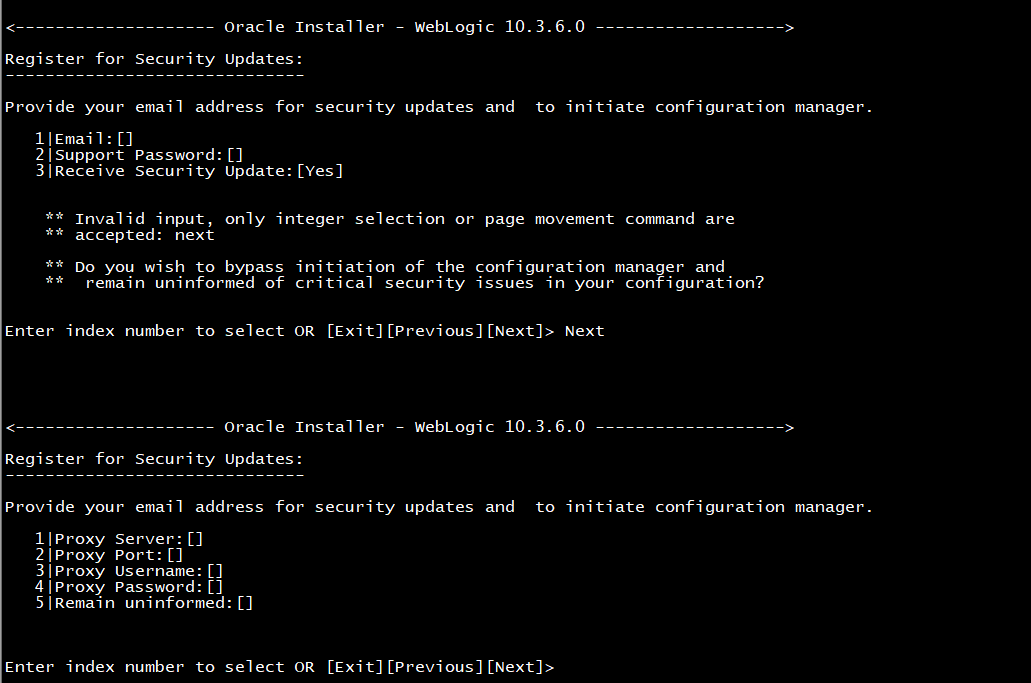 <--------------------- Oracle Installer - WebLogic 10.3.6.0 ------------------->
Register for Security Updates:
------------------------------
Provide your email address for security updates and  to initiate configuration manager.
   1|Email:[]
   2|Support Password:[]
   3|Receive Security Update:[Yes]
    ** Invalid input, only integer selection or page movement command are
    ** accepted: next
    ** Do you wish to bypass initiation of the configuration manager and
    **  remain uninformed of critical security issues in your configuration?
Enter index number to select OR [Exit][Previous][Next]> Next
<--------------------- Oracle Installer - WebLogic 10.3.6.0 ------------------->
Register for Security Updates:
------------------------------
Provide your email address for security updates and  to initiate configuration manager.
   1|Proxy Server:[]
   2|Proxy Port:[]
   3|Proxy Username:[]
   4|Proxy Password:[]
   5|Remain uninformed:[]
Enter index number to select OR [Exit][Previous][Next]>